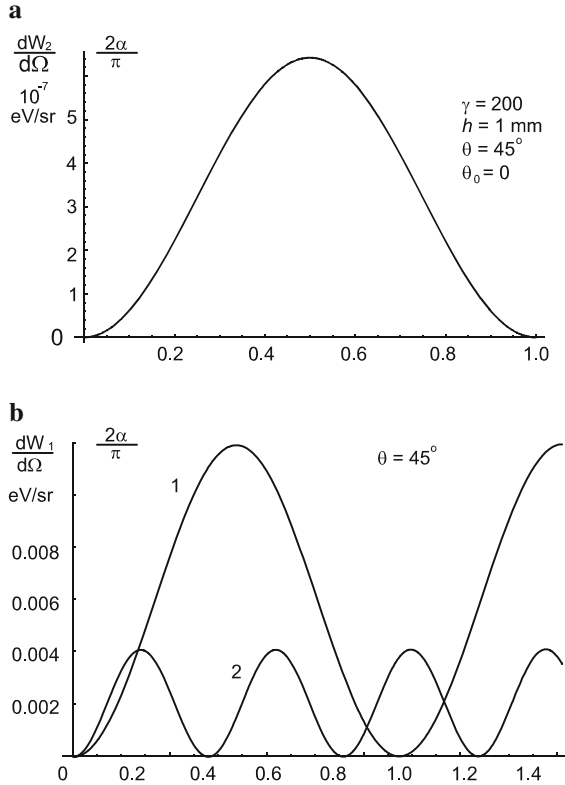 a
dW₂
dΩ
2α
π
10⁻⁷
eV/sr
5
4
3
2
1
0
γ = 200
h = 1 mm
θ = 45°
θ₀ = 0
0.2 0.4 0.6 0.8 1.0
b
dW₁
dΩ
2α
π
eV/sr
θ = 45°
1
0.008
0.006
0.004
2
0.002
0 0.2 0.4 0.6 0.8 1.0 1.2 1.4